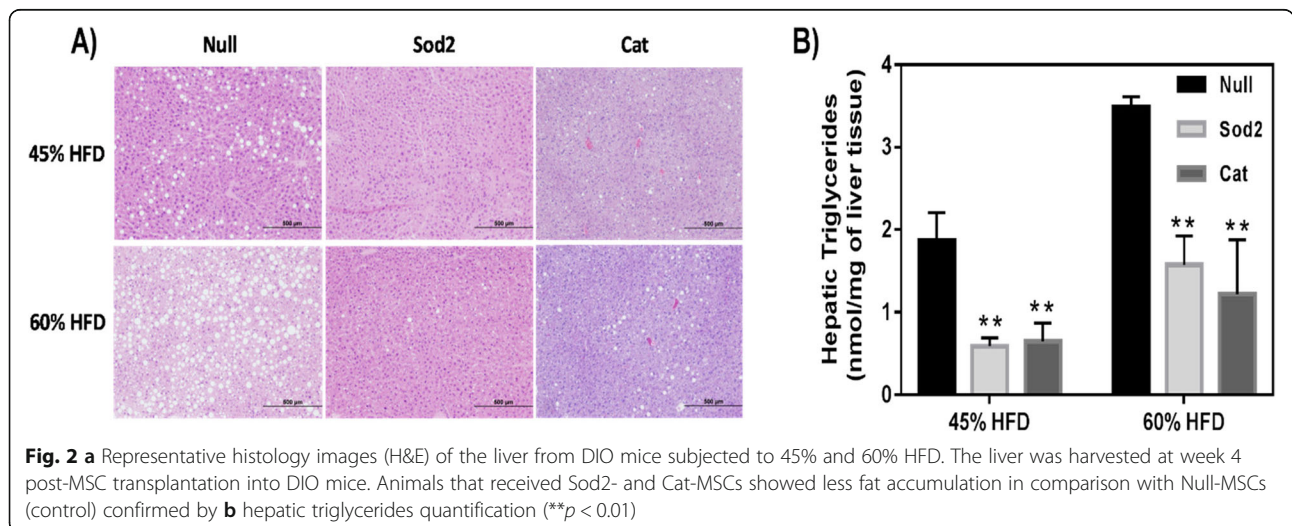 A)
Null
Sod2
Cat
45% HFD
500 µm
500 µm
500 µm
60% HFD
500 µm
500 µm
500 µm
B)
Hepatic Triglycerides
(nmol/mg of liver tissue)
4
3
2
1
0
Null
Sod2
Cat
**
**
**
**
45% HFD
60% HFD
Fig. 2 a Representative histology images (H&E) of the liver from DIO mice subjected to 45% and 60% HFD. The liver was harvested at week 4
post-MSC transplantation into DIO mice. Animals that received Sod2- and Cat-MSCs showed less fat accumulation in comparison with Null-MSCs
(control) confirmed by b hepatic triglycerides quantification (**p < 0.01)